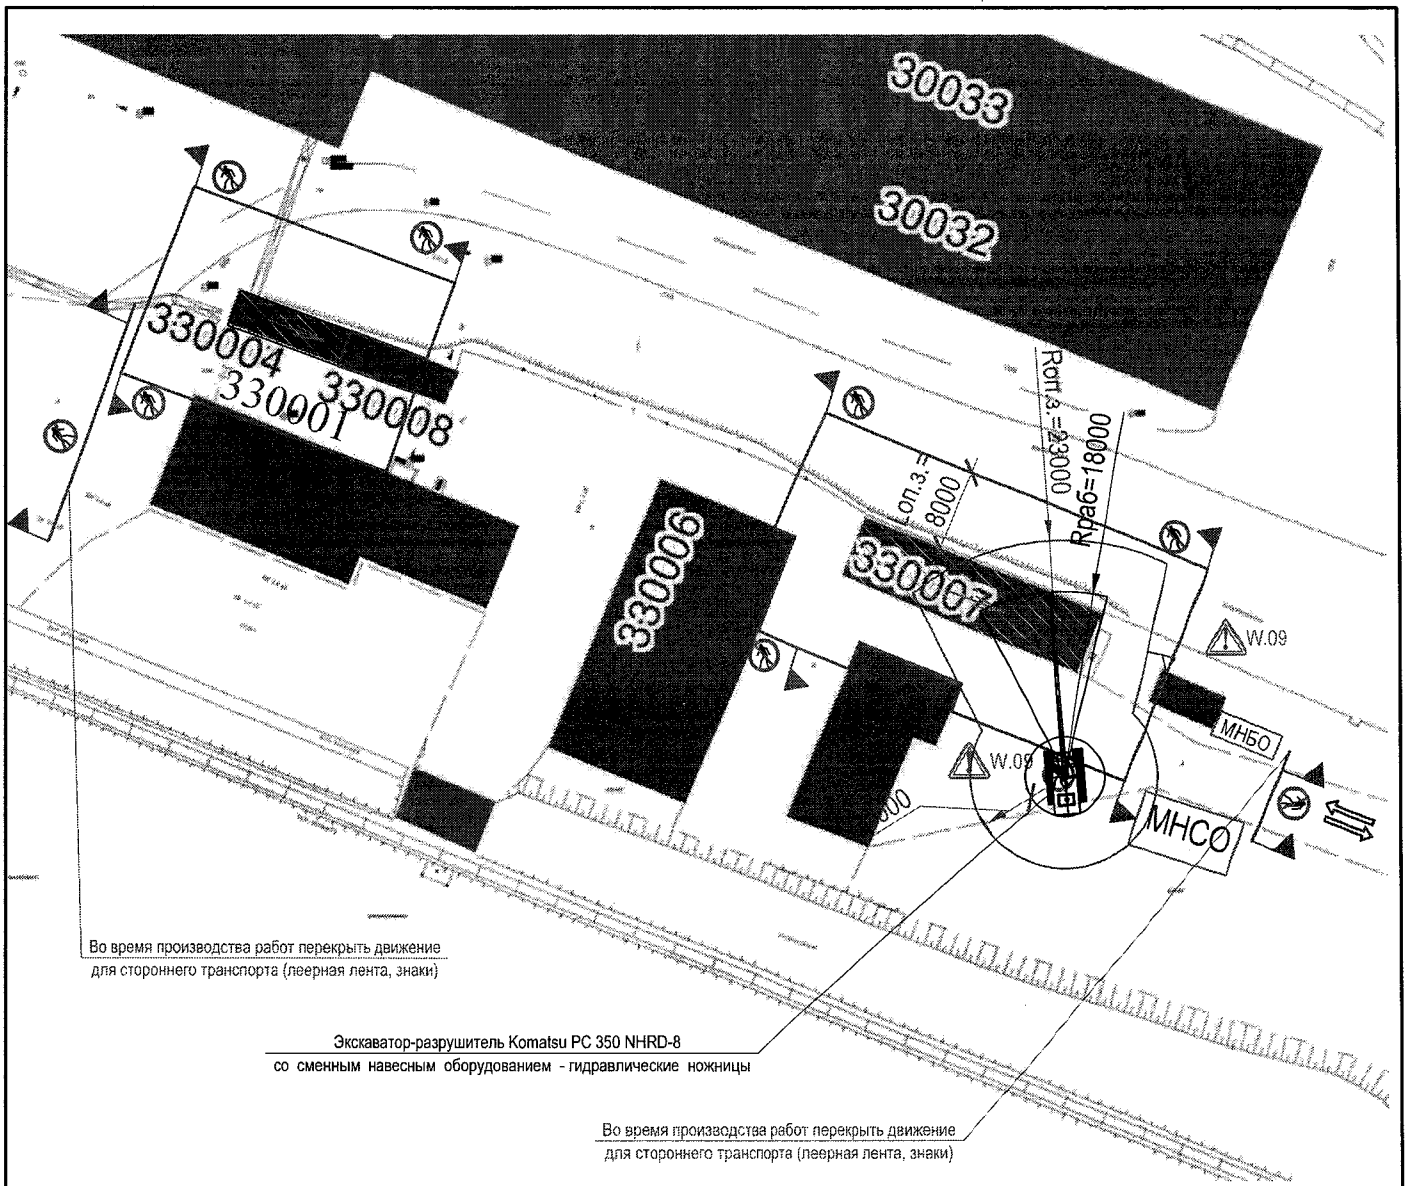 30033
30032
330004
330008
330001
Rоп.з.=23000
Rраб=18000
Lоп.з.=
8000
330006
330007
W.09
МНБО
W.09
МНСО
Во время производства работ перекрыть движение
для стороннего транспорта (леерная лента, знаки)
Экскаватор-разрушитель Komatsu PC 350 NHRD-8
со сменным навесным оборудованием - гидравлические ножницы
Во время производства работ перекрыть движение
для стороннего транспорта (леерная лента, знаки)